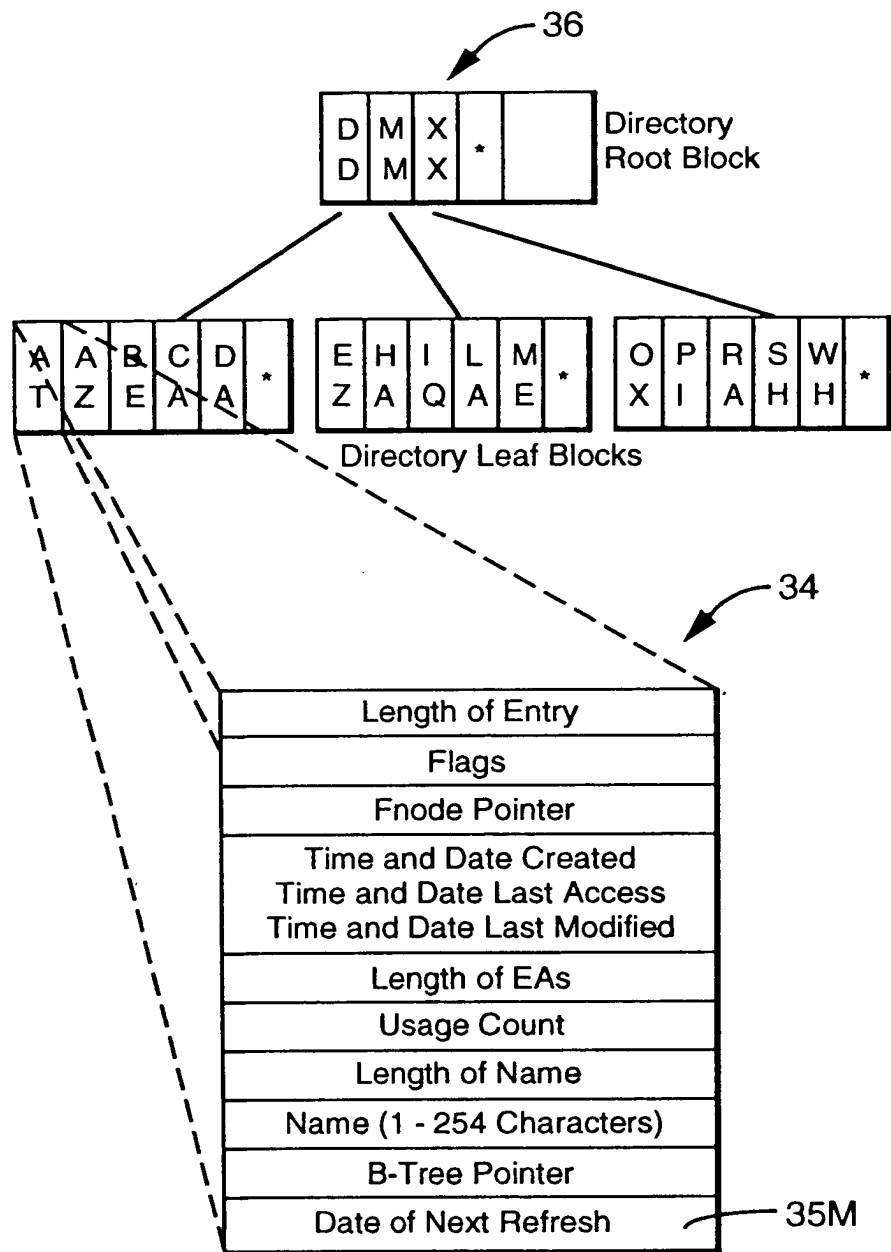 36
D M X *
D M X
Directory
Root Block
A A B C D *
T Z E A A
E H I L M *
Z A Q A E
O P R S W *
X I A H H
Directory Leaf Blocks
34
Length of Entry
Flags
Fnode Pointer
Time and Date Created
Time and Date Last Access
Time and Date Last Modified
Length of EAs
Usage Count
Length of Name
Name (1 - 254 Characters)
B-Tree Pointer
Date of Next Refresh
35M